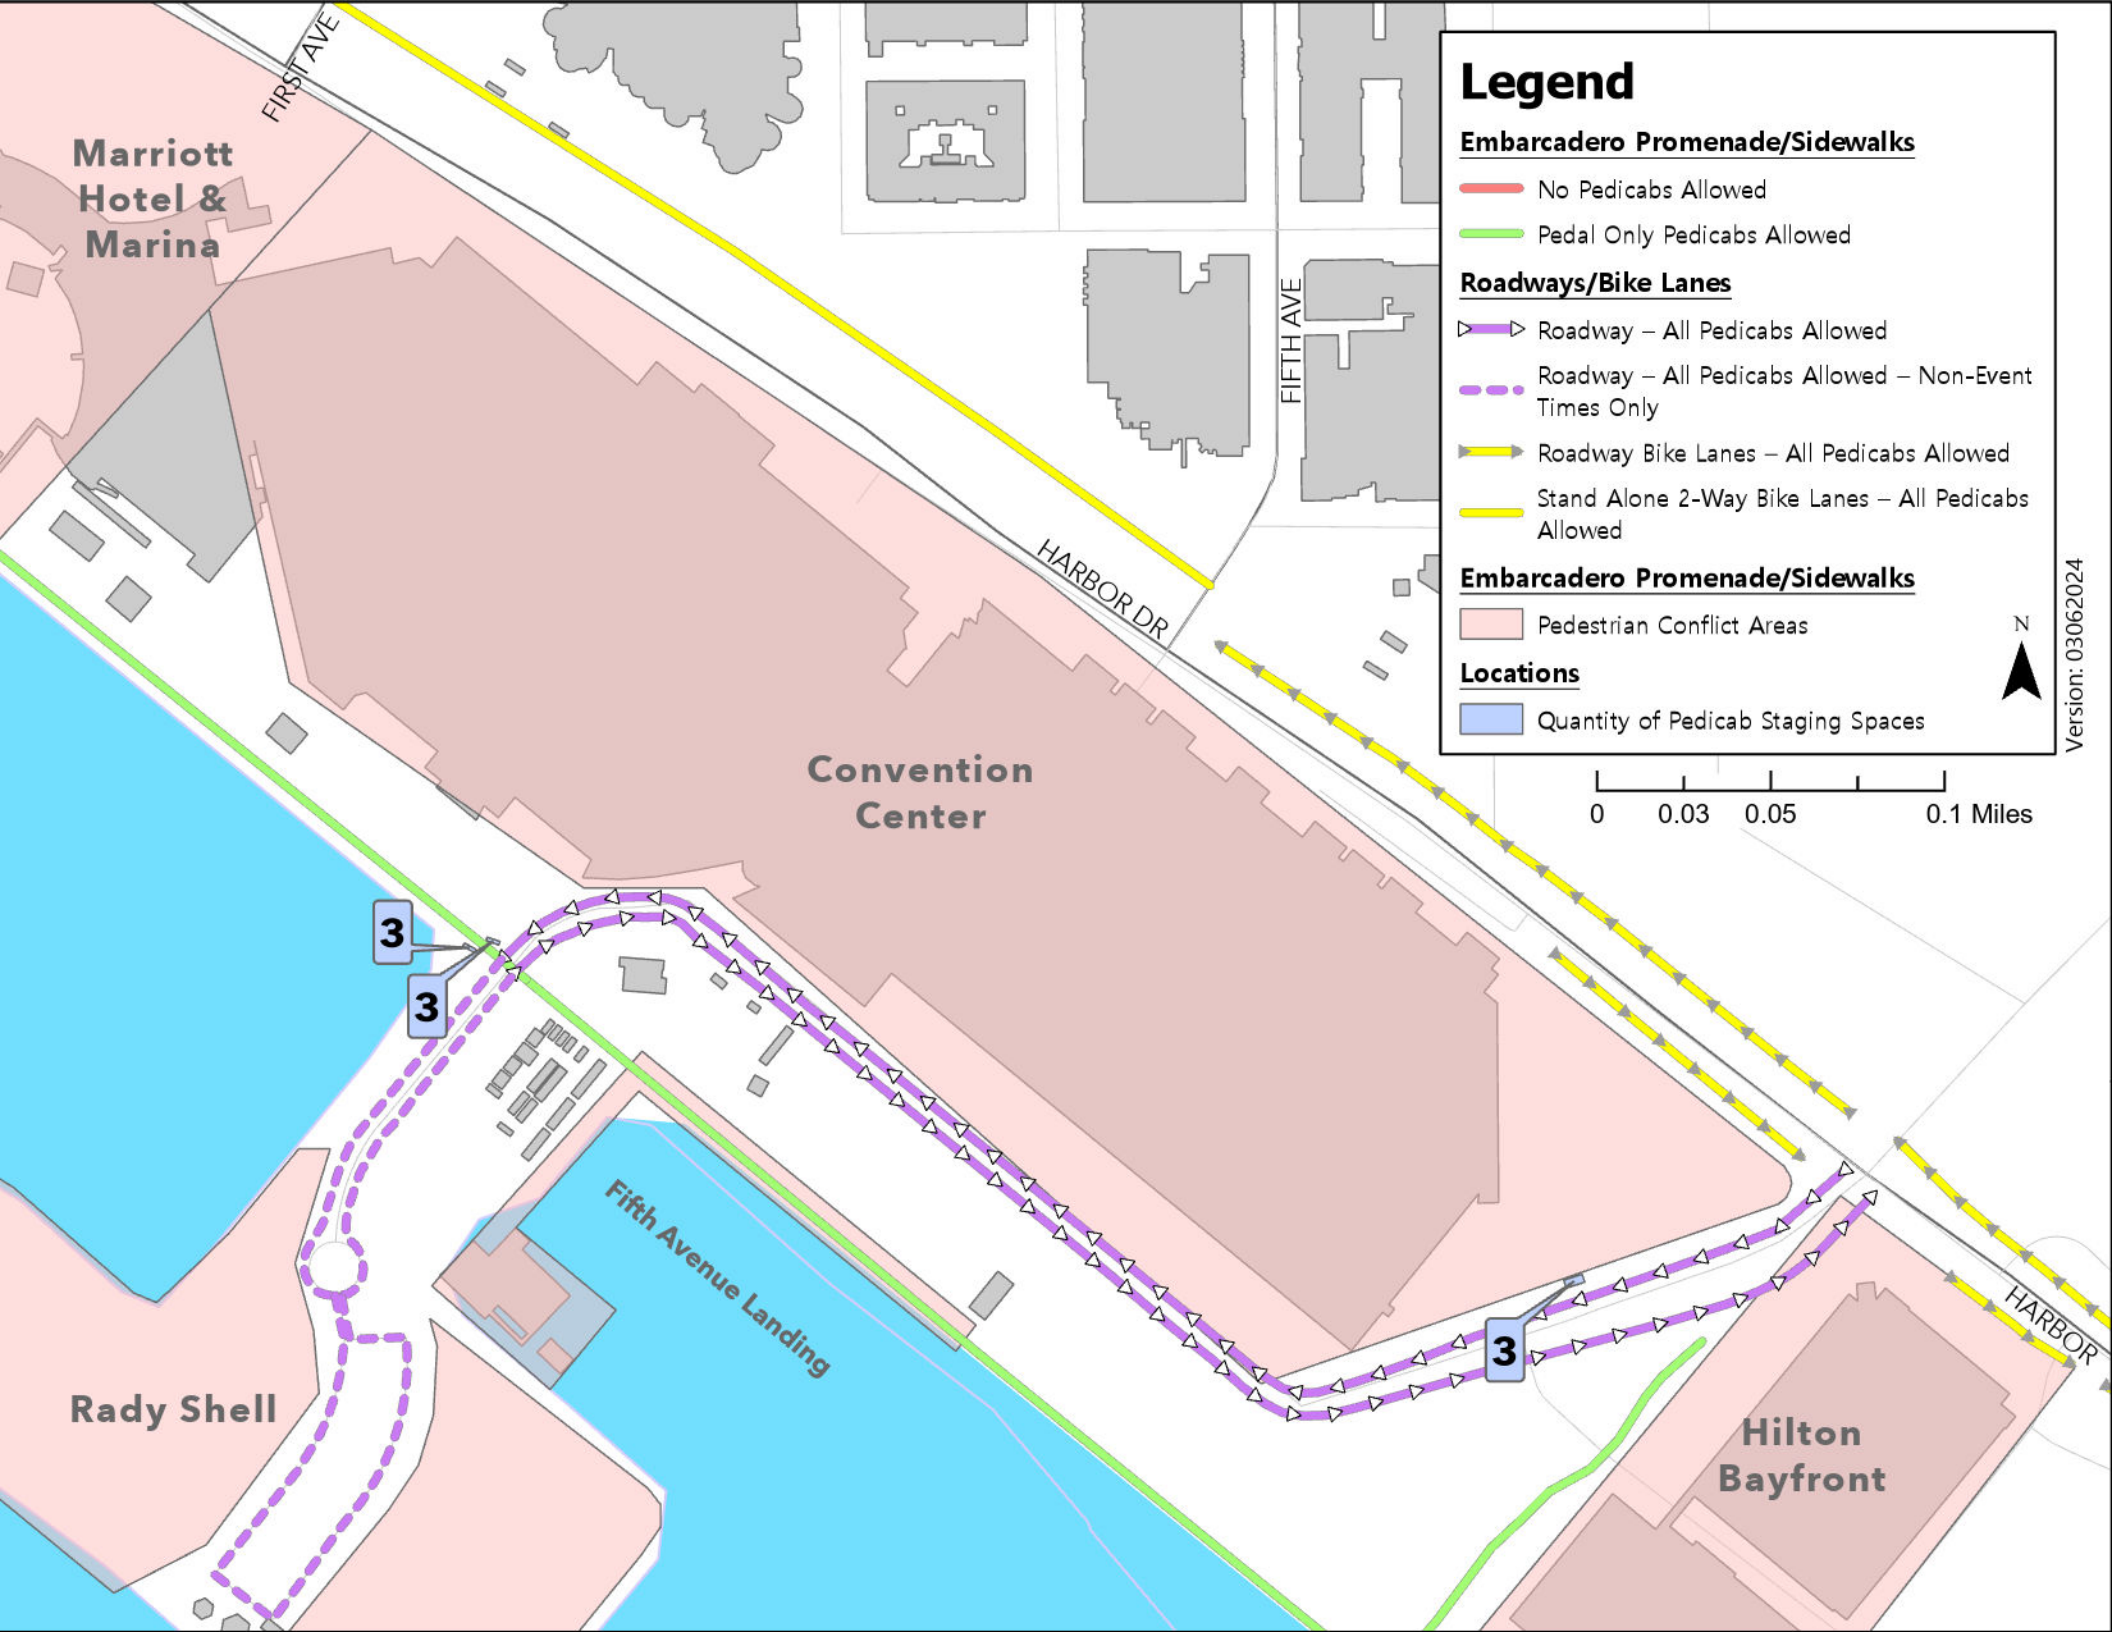 FIRST AVE
Marriott
Hotel &
Marina
FIFTH AVE
HARBOR DR
Convention
Center
3
3
3
Fifth Avenue Landing
Rady Shell
Hilton
Bayfront
HARBOR
Legend
Embarcadero Promenade/Sidewalks
No Pedicabs Allowed
Pedal Only Pedicabs Allowed
Roadways/Bike Lanes
Roadway – All Pedicabs Allowed
Roadway – All Pedicabs Allowed – Non-Event
Times Only
Roadway Bike Lanes – All Pedicabs Allowed
Stand Alone 2-Way Bike Lanes – All Pedicabs
Allowed
Embarcadero Promenade/Sidewalks
Pedestrian Conflict Areas
Locations
Quantity of Pedicab Staging Spaces
N
Version: 03062024
0 0.03 0.05 0.1 Miles